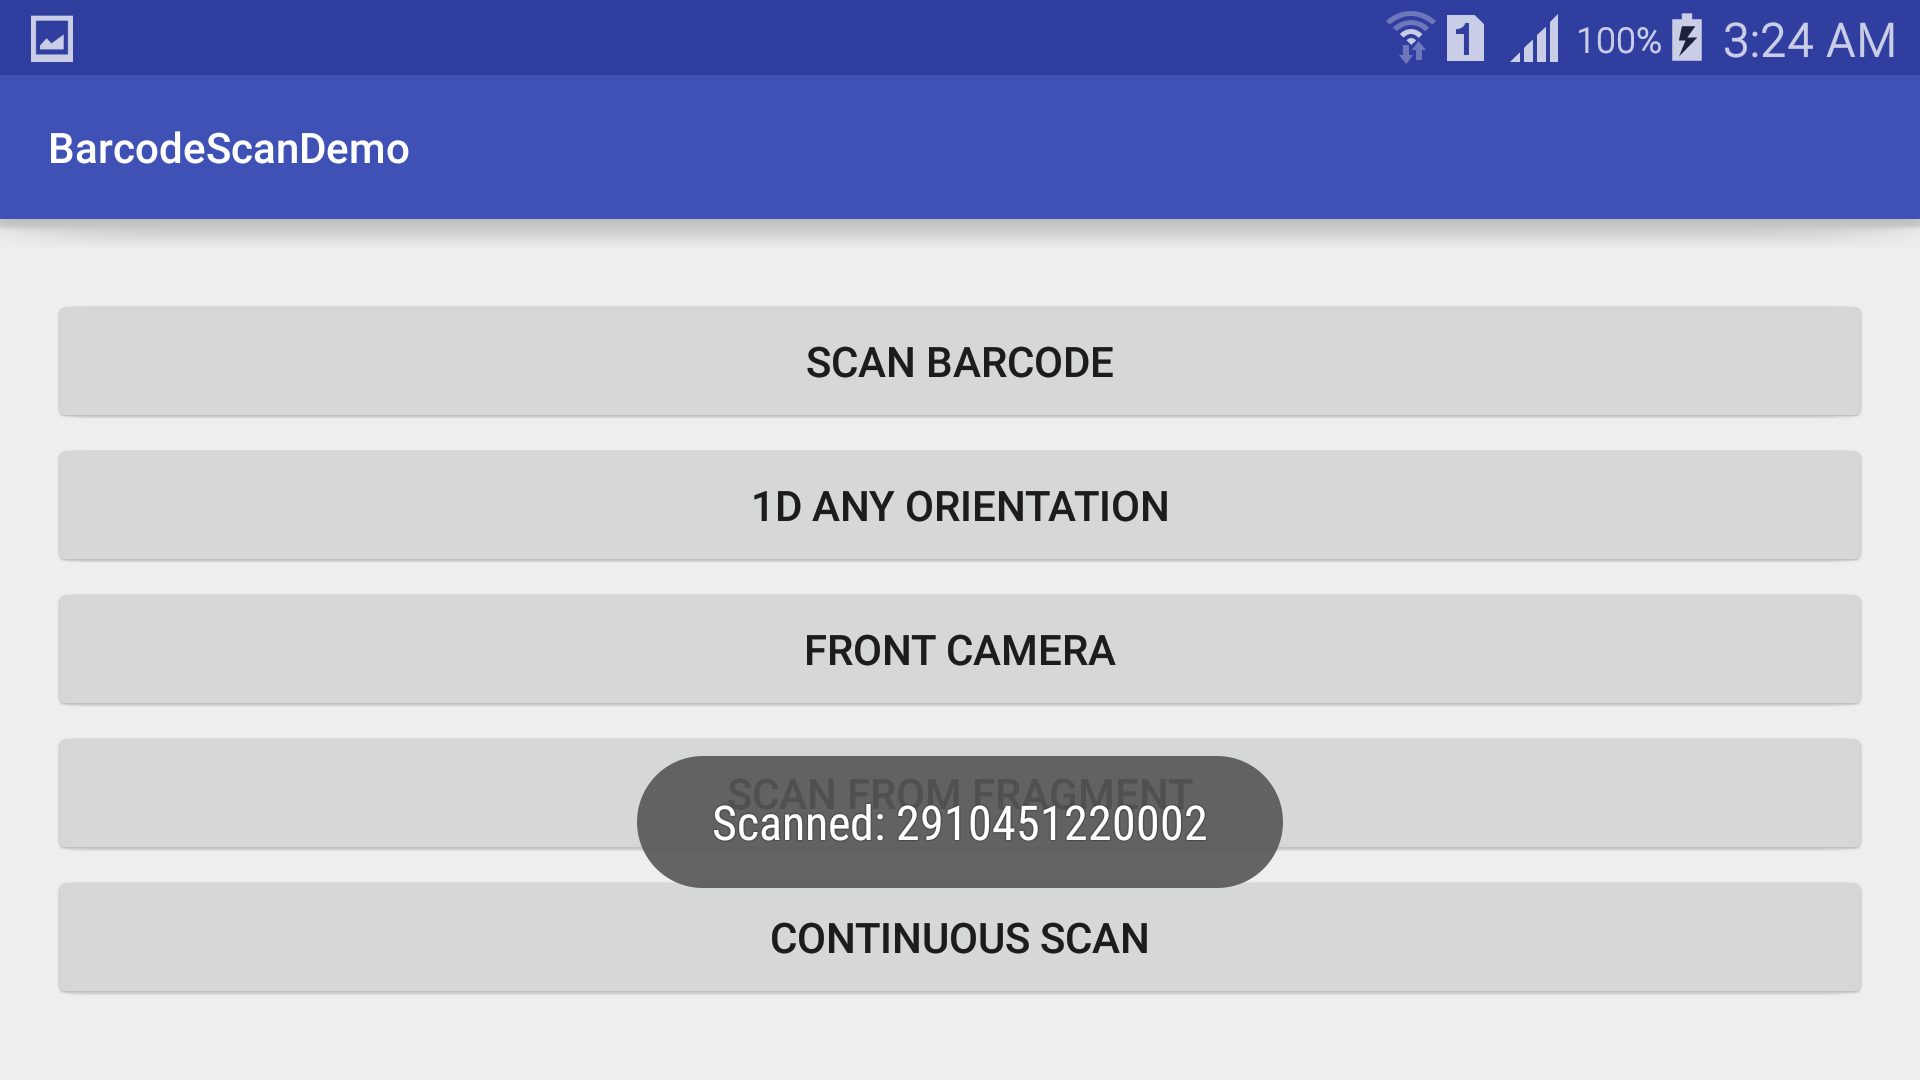 1 100% 3:24 AM
BarcodeScanDemo
SCAN BARCODE
1D ANY ORIENTATION
FRONT CAMERA
SCAN FROM FRAGMENT
Scanned: 2910451220002
CONTINUOUS SCAN